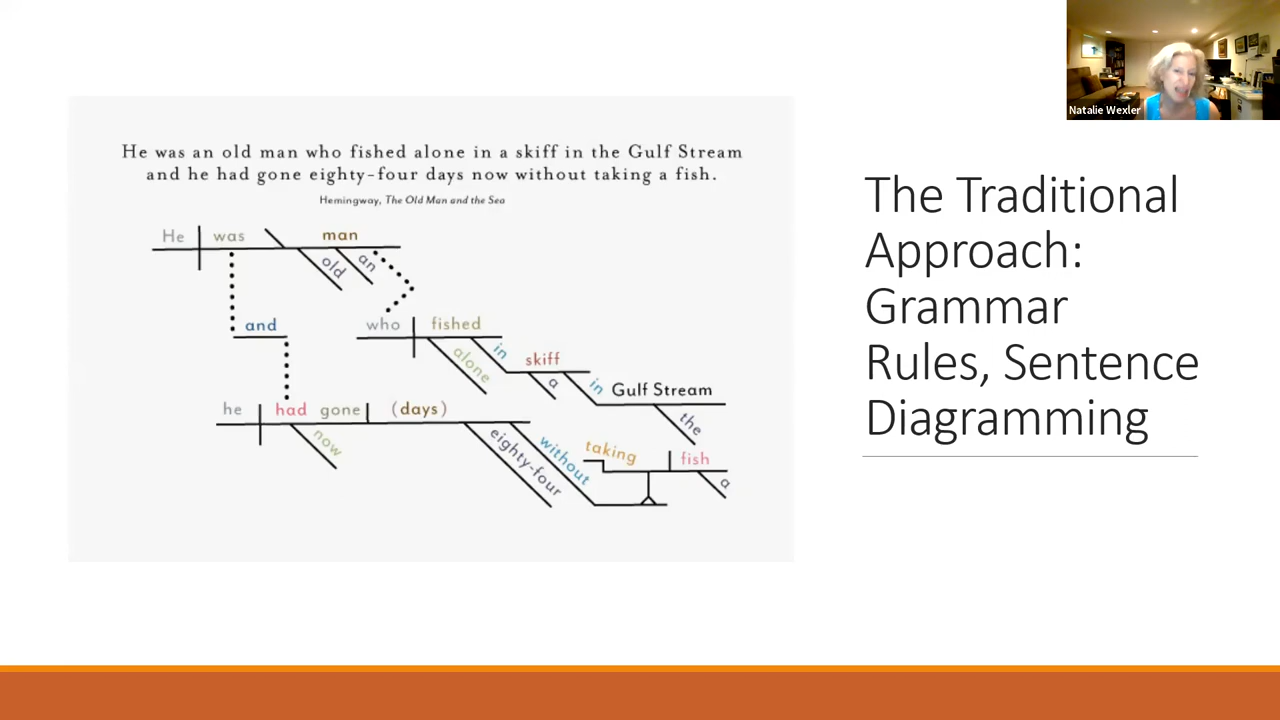 Natalie Wexler
He was an old man who fished alone in a skiff in the Gulf Stream
and he had gone eighty-four days now without taking a fish.
Hemingway, The Old Man and the Sea
He was man
old an
and who fished
alone in skiff
a in Gulf Stream
the
he had gone (days)
now eighty-four without taking fish
a
The Traditional
Approach:
Grammar
Rules, Sentence
Diagramming